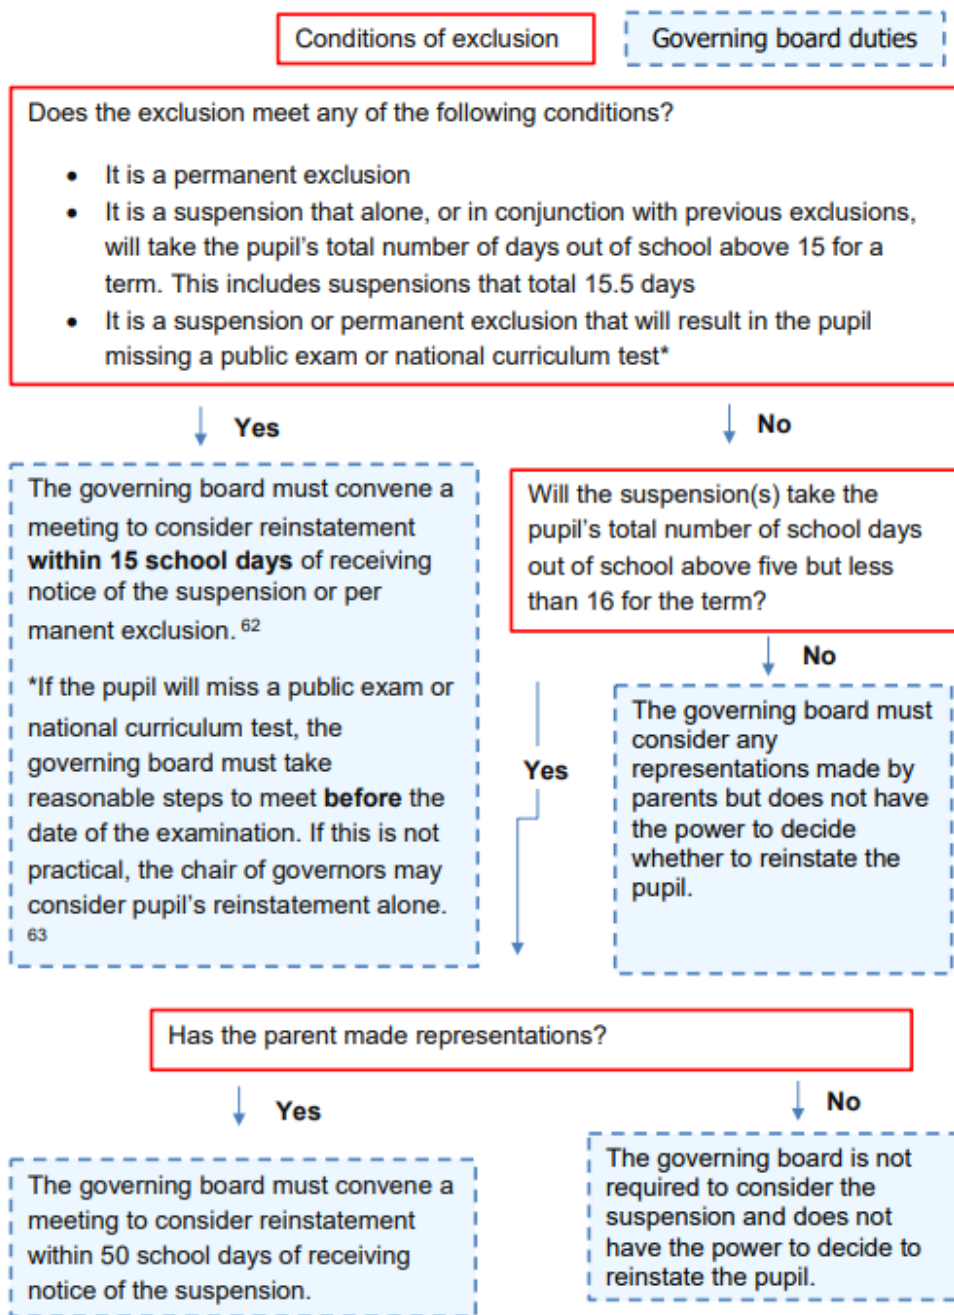 Conditions of exclusion
Governing board duties
Does the exclusion meet any of the following conditions?
• It is a permanent exclusion
• It is a suspension that alone, or in conjunction with previous exclusions,
will take the pupil's total number of days out of school above 15 for a
term. This includes suspensions that total 15.5 days
• It is a suspension or permanent exclusion that will result in the pupil
missing a public exam or national curriculum test*
Yes
No
The governing board must convene a
meeting to consider reinstatement
within 15 school days of receiving
notice of the suspension or per
manent exclusion. 62
*If the pupil will miss a public exam or
national curriculum test, the
governing board must take
reasonable steps to meet before the
date of the examination. If this is not
practical, the chair of governors may
consider pupil's reinstatement alone.
63
Will the suspension(s) take the
pupil's total number of school days
out of school above five but less
than 16 for the term?
No
Yes
The governing board must
consider any
representations made by
parents but does not have
the power to decide
whether to reinstate the
pupil.
Has the parent made representations?
Yes
No
The governing board must convene a
meeting to consider reinstatement
within 50 school days of receiving
notice of the suspension.
The governing board is not
required to consider the
suspension and does not
have the power to decide to
reinstate the pupil.